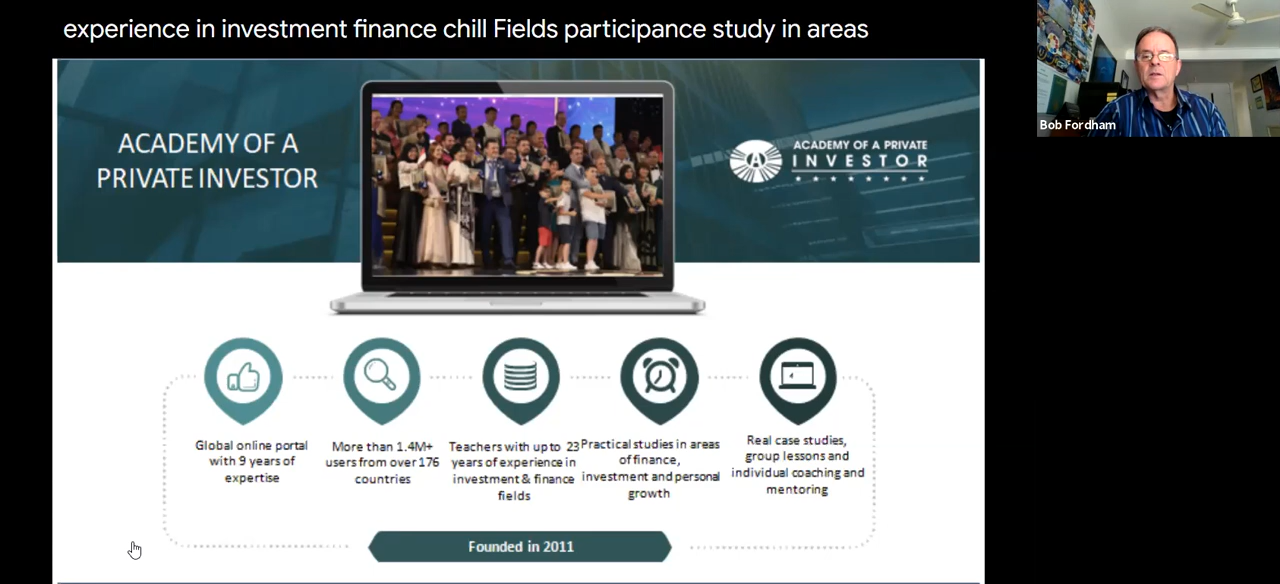 experience in investment finance chill Fields participance study in areas
Bob Fordham
ACADEMY OF A
PRIVATE INVESTOR
ACADEMY OF A PRIVATE
INVESTOR
Global online portal
with 9 years of
expertise
More than 1.4M+
users from over 176
countries
Teachers with up to 23
years of experience in
investment & finance
fields
Practical studies in areas
of finance,
investment and personal
growth
Real case studies,
group lessons and
individual coaching and
mentoring
Founded in 2011